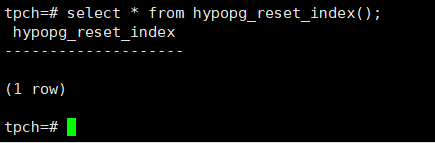 tpch=# select * from hypopg_reset_index();
 hypopg_reset_index
--------------------
(1 row)
tpch=#